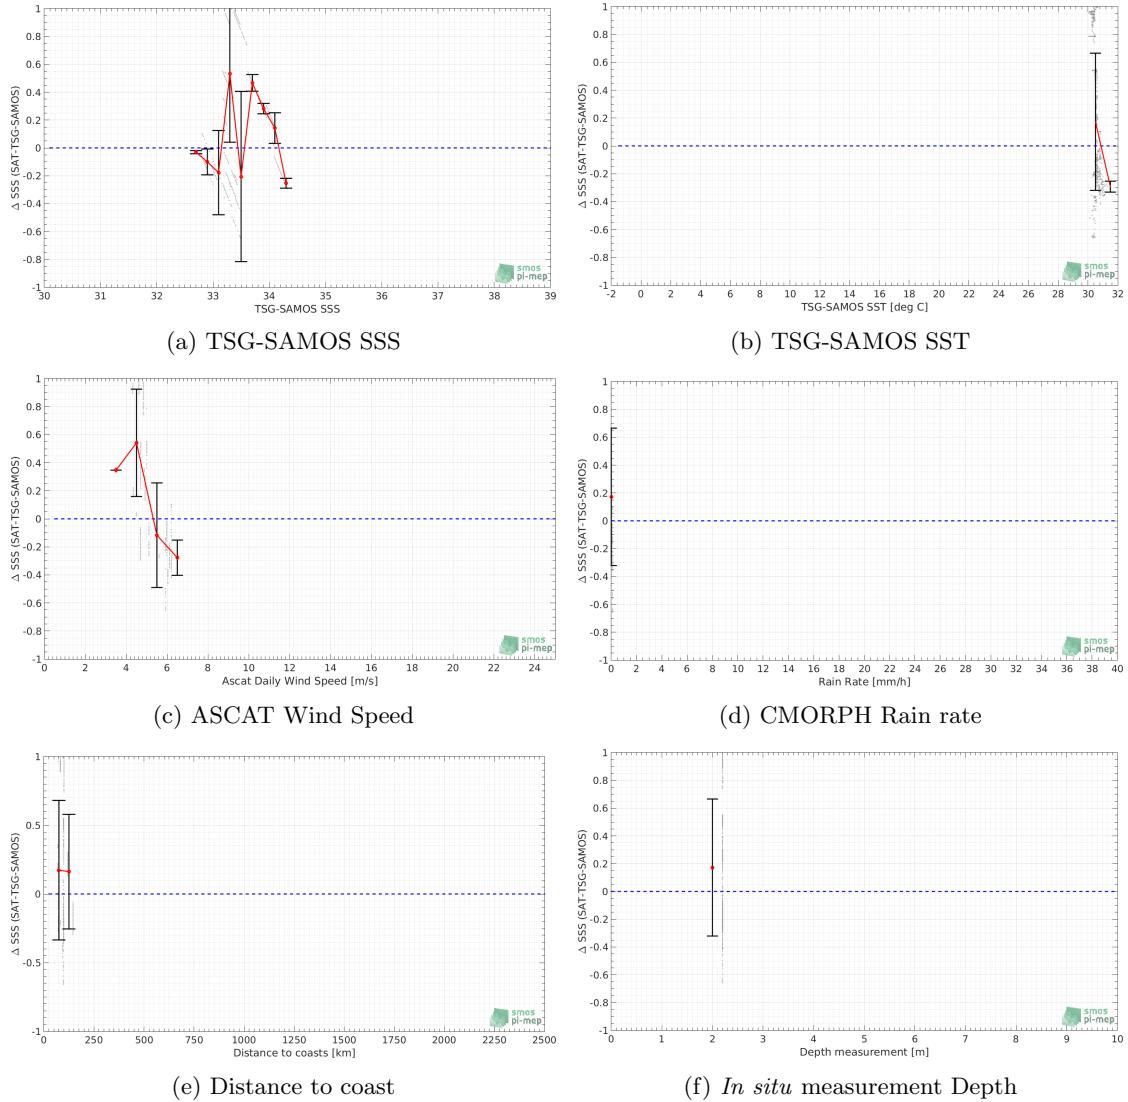 1
0.8
0.6
0.4
0.2
0
-0.2
-0.4
-0.6
-0.8
-1
Δ SSS (SAT-TSG-SAMOS)
30 31 32 33 34 35 36 37 38 39
TSG-SAMOS SSS
smos
pi-mep
(a) TSG-SAMOS SSS
1
0.8
0.6
0.4
0.2
0
-0.2
-0.4
-0.6
-0.8
-1
Δ SSS (SAT-TSG-SAMOS)
-2 0 2 4 6 8 10 12 14 16 18 20 22 24 26 28 30 32
TSG-SAMOS SST [deg C]
smos
pi-mep
(b) TSG-SAMOS SST
1
0.8
0.6
0.4
0.2
0
-0.2
-0.4
-0.6
-0.8
-1
Δ SSS (SAT-TSG-SAMOS)
0 2 4 6 8 10 12 14 16 18 20 22 24
Ascat Daily Wind Speed [m/s]
smos
pi-mep
(c) ASCAT Wind Speed
1
0.8
0.6
0.4
0.2
0
-0.2
-0.4
-0.6
-0.8
-1
Δ SSS (SAT-TSG-SAMOS)
0 2 4 6 8 10 12 14 16 18 20 22 24 26 28 30 32 34 36 38 40
Rain Rate [mm/h]
smos
pi-mep
(d) CMORPH Rain rate
1
0.5
0
-0.5
-1
Δ SSS (SAT-TSG-SAMOS)
0 250 500 750 1000 1250 1500 1750 2000 2250 2500
Distance to coasts [km]
smos
pi-mep
(e) Distance to coast
1
0.8
0.6
0.4
0.2
0
-0.2
-0.4
-0.6
-0.8
-1
Δ SSS (SAT-TSG-SAMOS)
0 1 2 3 4 5 6 7 8 9 10
Depth measurement [m]
smos
pi-mep
(f) In situ measurement Depth